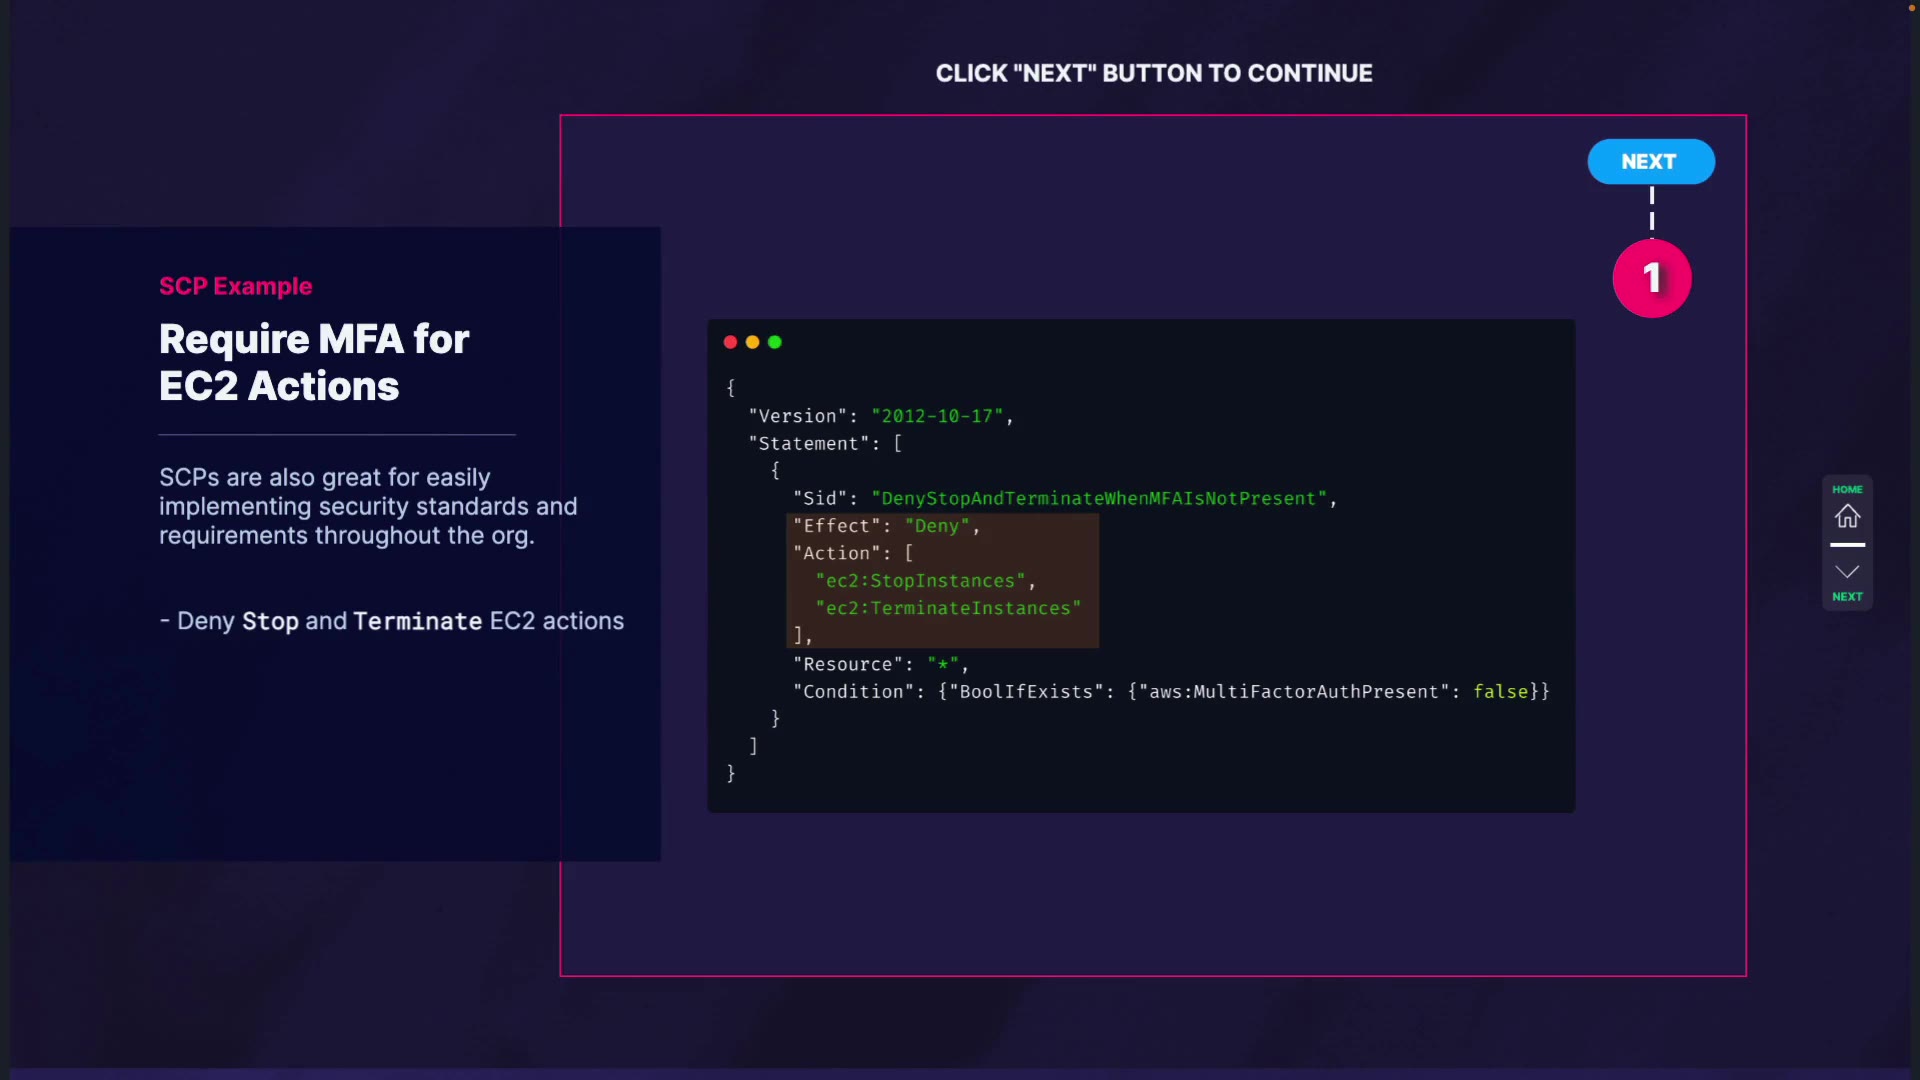 CLICK "NEXT" BUTTON TO CONTINUE
NEXT
1
SCP Example
Require MFA for
EC2 Actions
SCPs are also great for easily
implementing security standards and
requirements throughout the org.
- Deny Stop and Terminate EC2 actions
{
"Version": "2012-10-17",
"Statement": [
{
"Sid": "DenyStopAndTerminateWhenMFAIsNotPresent",
"Effect": "Deny",
"Action": [
"ec2:StopInstances",
"ec2:TerminateInstances"
],
"Resource": "*",
"Condition": {"BoolIfExists": {"aws:MultiFactorAuthPresent": false}}
}
]
}
HOME
NEXT